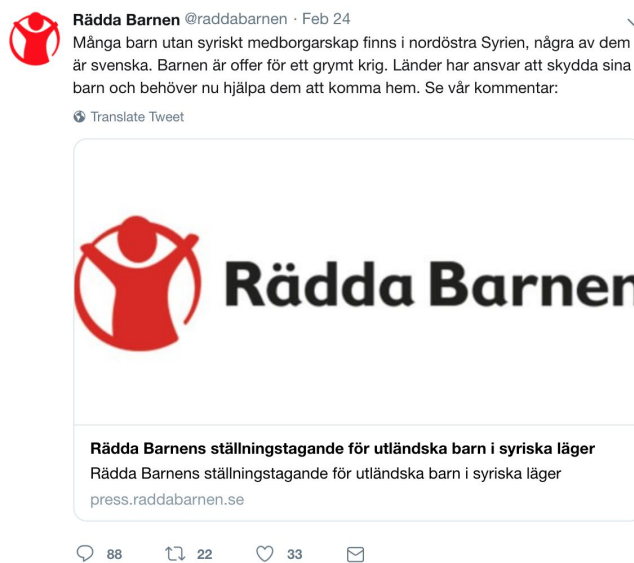 Rädda Barnen @raddabarnen · Feb 24
Många barn utan syriskt medborgarskap finns i nordöstra Syrien, några av dem
är svenska. Barnen är offer för ett grymt krig. Länder har ansvar att skydda sina
barn och behöver nu hjälpa dem att komma hem. Se vår kommentar:
Translate Tweet
Rädda Barnen
Rädda Barnens ställningstagande för utländska barn i syriska läger
Rädda Barnens ställningstagande för utländska barn i syriska läger
press.raddabarnen.se
88 22 33